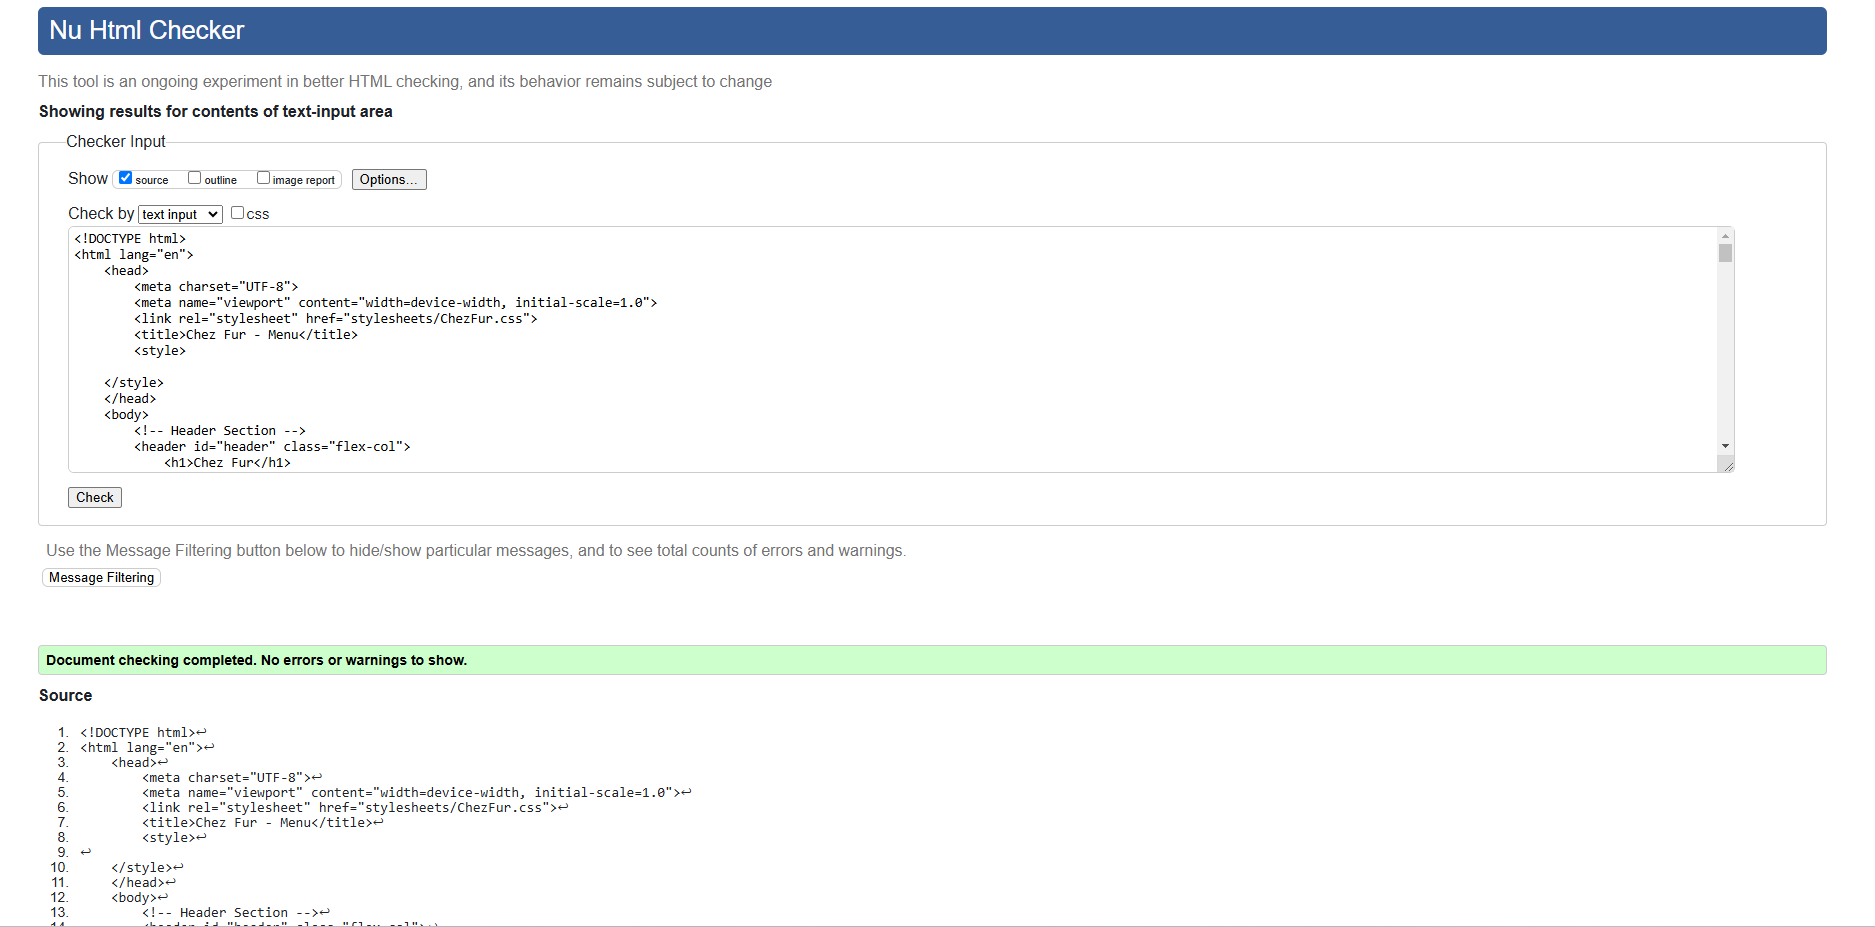 Nu Html Checker
This tool is an ongoing experiment in better HTML checking, and its behavior remains subject to change
Showing results for contents of text-input area
Checker Input
Show source outline image report Options...
Check by text input css
<!DOCTYPE html>
<html lang="en">
    <head>
        <meta charset="UTF-8">
        <meta name="viewport" content="width=device-width, initial-scale=1.0">
        <link rel="stylesheet" href="stylesheets/ChezFur.css">
        <title>Chez Fur - Menu</title>
        <style>
    </style>
    </head>
    <body>
        <!-- Header Section -->
        <header id="header" class="flex-col">
            <h1>Chez Fur</h1>
Check
Use the Message Filtering button below to hide/show particular messages, and to see total counts of errors and warnings.
Message Filtering
Document checking completed. No errors or warnings to show.
Source
1. <!DOCTYPE html>↩
2. <html lang="en">↩
3.     <head>↩
4.         <meta charset="UTF-8">↩
5.         <meta name="viewport" content="width=device-width, initial-scale=1.0">↩
6.         <link rel="stylesheet" href="stylesheets/ChezFur.css">↩
7.         <title>Chez Fur - Menu</title>↩
8.         <style>↩
9. ↩
10.     </style>↩
11.     </head>↩
12.     <body>↩
13.         <!-- Header Section -->↩
14.         <header id="header" class="flex-col">↩